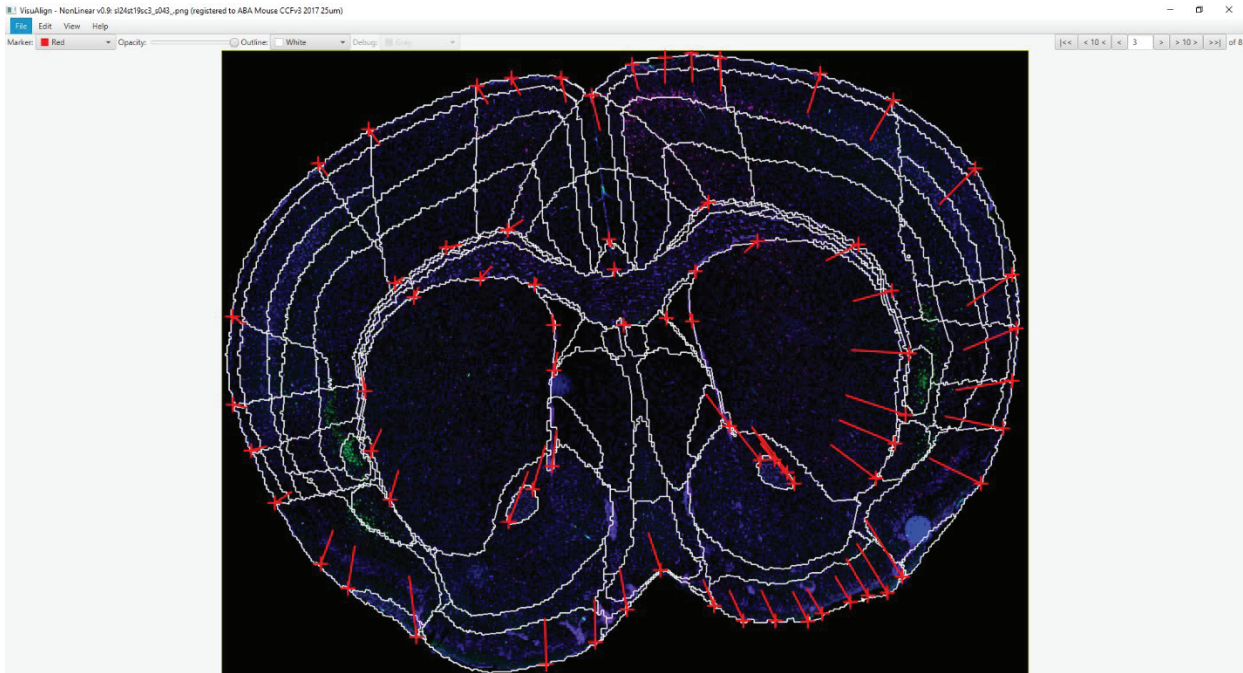 VisuAlign - NonLinear v0.9: sl24st19sc3_s043_.png (registered to ABA Mouse CCFv3 2017 25um)
File Edit View Help
Marker: Red Opacity: Outline: White Debug: Gray |<< < 10 < < 3 > > 10 > >>| of 8